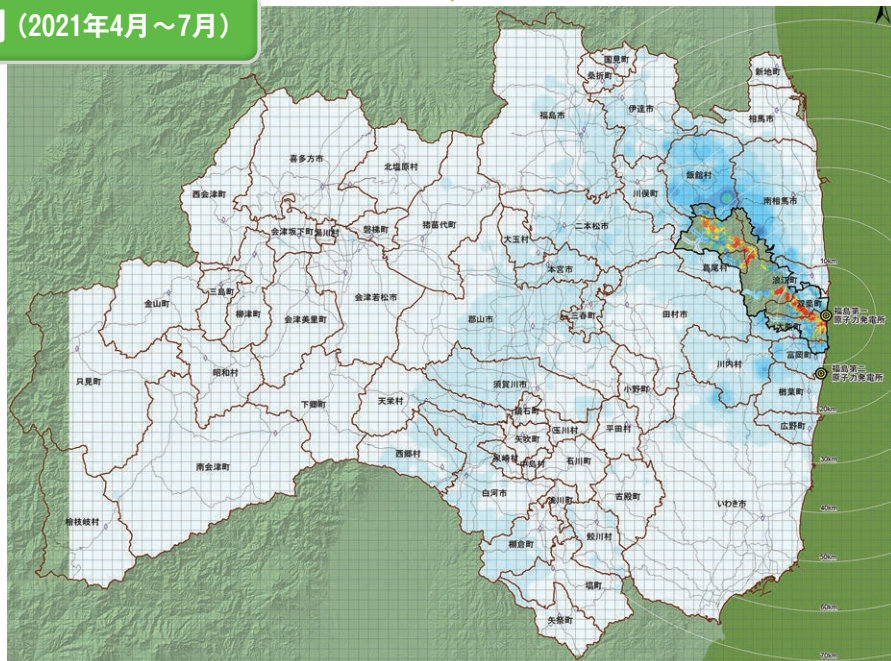 (2021年4月～7月)
国見町
桑折町
新地町
伊達市
福島市
相馬市
喜多方市
北塩原村
飯舘村
西会津町
川俣町
南相馬市
猪苗代町
会津坂下町
湯川村
磐梯町
大玉村
二本松市
本宮市
葛尾村
10km
浪江町
三島町
金山町
会津若松市
双葉町
柳津町
会津美里町
郡山市
三春町
田村市
福島第一
原子力発電所
大熊町
富岡町
川内村
昭和村
只見町
福島第二
原子力発電所
須賀川市
小野町
楢葉町
下郷町
天栄村
鏡石町
20km
玉川村
平田村
広野町
矢吹町
西郷村
泉崎村
中島村
石川町
南会津町
30km
白河市
浅川町
古殿町
いわき市
40km
檜枝岐村
棚倉町
鮫川村
50km
塙町
60km
矢祭町
70km